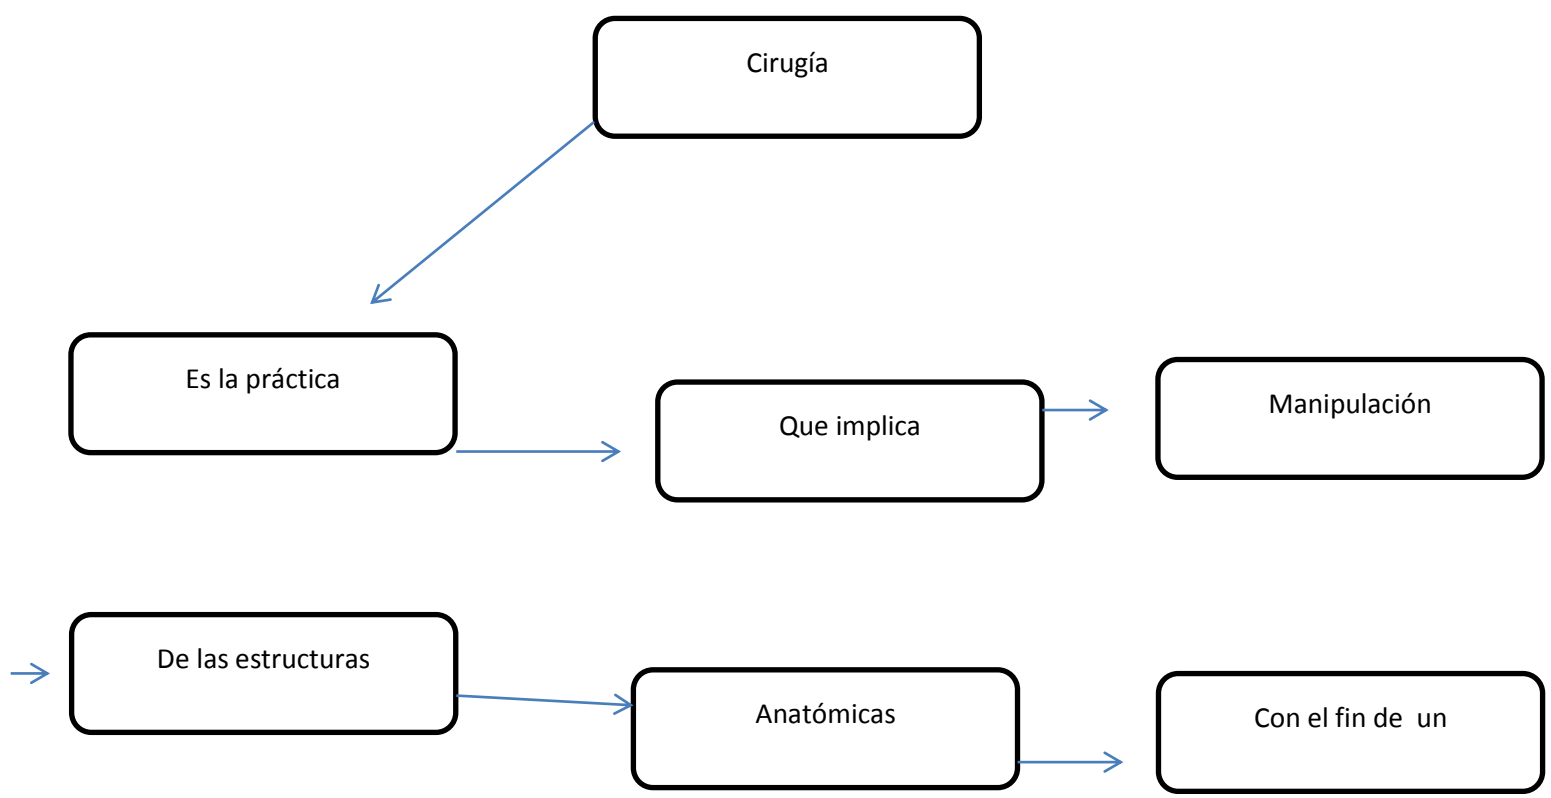 Cirugía
Es la práctica
Que implica
Manipulación
De las estructuras
Anatómicas
Con el fin de  un